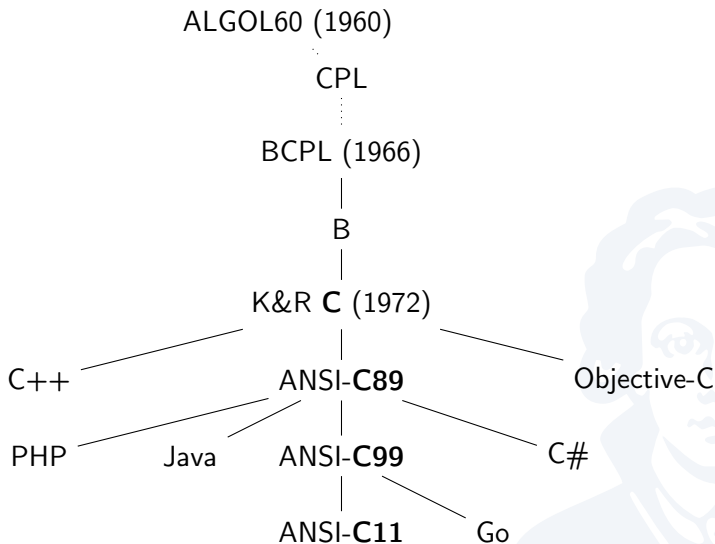 ALGOL60 (1960)
CPL
BCPL (1966)
B
K&R C (1972)
C++ ANSI-C89 Objective-C
PHP Java ANSI-C99 C#
ANSI-C11 Go